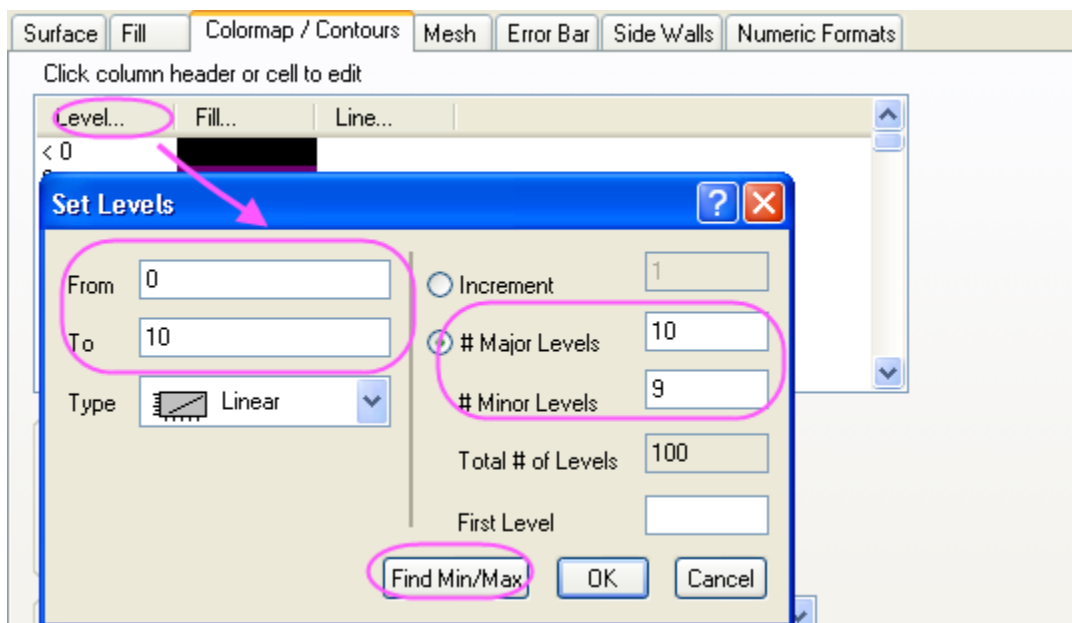 Surface Fill Colormap / Contours Mesh Error Bar Side Walls Numeric Formats
Click column header or cell to edit
Level... Fill... Line...
< 0
Set Levels
From 0
To 10
Type Linear
Increment 1
# Major Levels 10
# Minor Levels 9
Total # of Levels 100
First Level
Find Min/Max OK Cancel